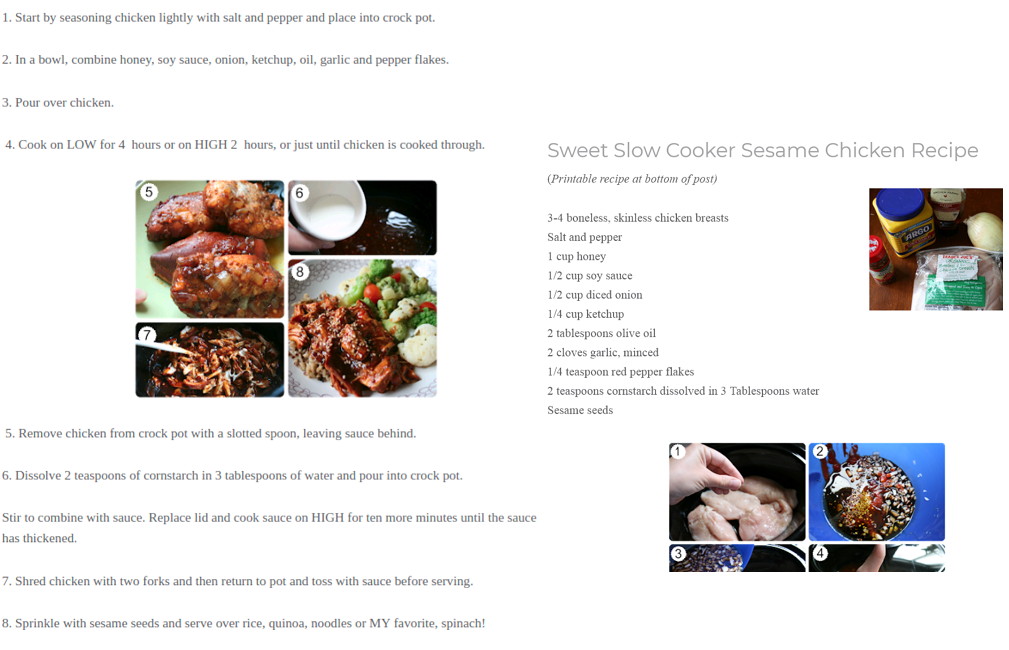 1. Start by seasoning chicken lightly with salt and pepper and place into crock pot.
2. In a bowl, combine honey, soy sauce, onion, ketchup, oil, garlic and pepper flakes.
3. Pour over chicken.
4. Cook on LOW for 4 hours or on HIGH 2 hours, or just until chicken is cooked through.
5
6
7
8
5. Remove chicken from crock pot with a slotted spoon, leaving sauce behind.
6. Dissolve 2 teaspoons of cornstarch in 3 tablespoons of water and pour into crock pot.
Stir to combine with sauce. Replace lid and cook sauce on HIGH for ten more minutes until the sauce
has thickened.
7. Shred chicken with two forks and then return to pot and toss with sauce before serving.
8. Sprinkle with sesame seeds and serve over rice, quinoa, noodles or MY favorite, spinach!
Sweet Slow Cooker Sesame Chicken Recipe
(Printable recipe at bottom of post)
3-4 boneless, skinless chicken breasts
Salt and pepper
1 cup honey
1/2 cup soy sauce
1/2 cup diced onion
1/4 cup ketchup
2 tablespoons olive oil
2 cloves garlic, minced
1/4 teaspoon red pepper flakes
2 teaspoons cornstarch dissolved in 3 Tablespoons water
Sesame seeds
ARGO
1
2
3
4